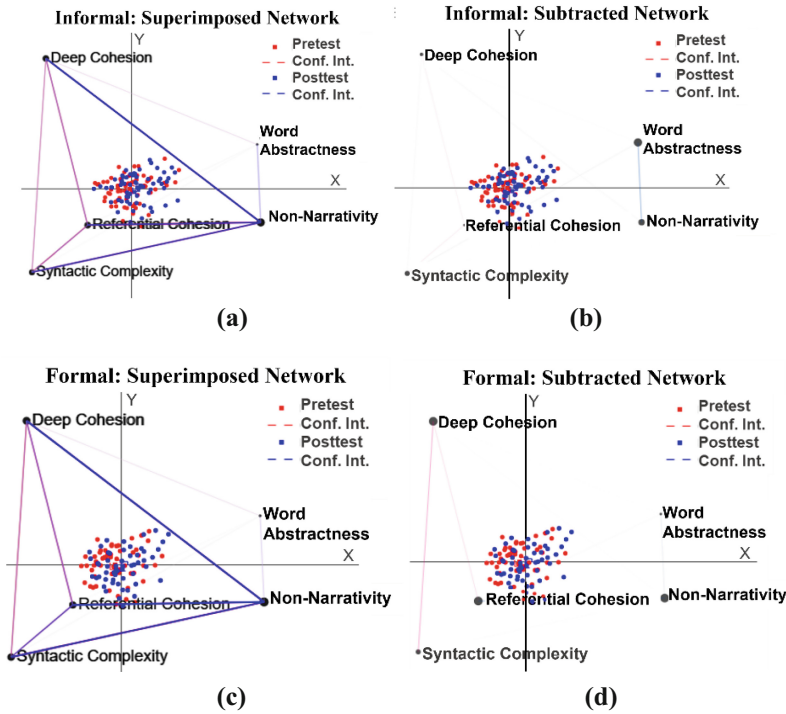 Informal: Superimposed Network
Y
Deep Cohesion
Pretest
Conf. Int.
Posttest
Conf. Int.
Word
Abstractness
X
Referential Cohesion
Non-Narrativity
Syntactic Complexity
(a)
Informal: Subtracted Network
Y
Deep Cohesion
Pretest
Conf. Int.
Posttest
Conf. Int.
Word
Abstractness
X
Referential Cohesion
Non-Narrativity
Syntactic Complexity
(b)
Formal: Superimposed Network
Y
Deep Cohesion
Pretest
Conf. Int.
Posttest
Conf. Int.
Word
Abstractness
X
Referential Cohesion
Non-Narrativity
Syntactic Complexity
(c)
Formal: Subtracted Network
Y
Deep Cohesion
Pretest
Conf. Int.
Posttest
Conf. Int.
Word
Abstractness
X
Referential Cohesion
Non-Narrativity
Syntactic Complexity
(d)